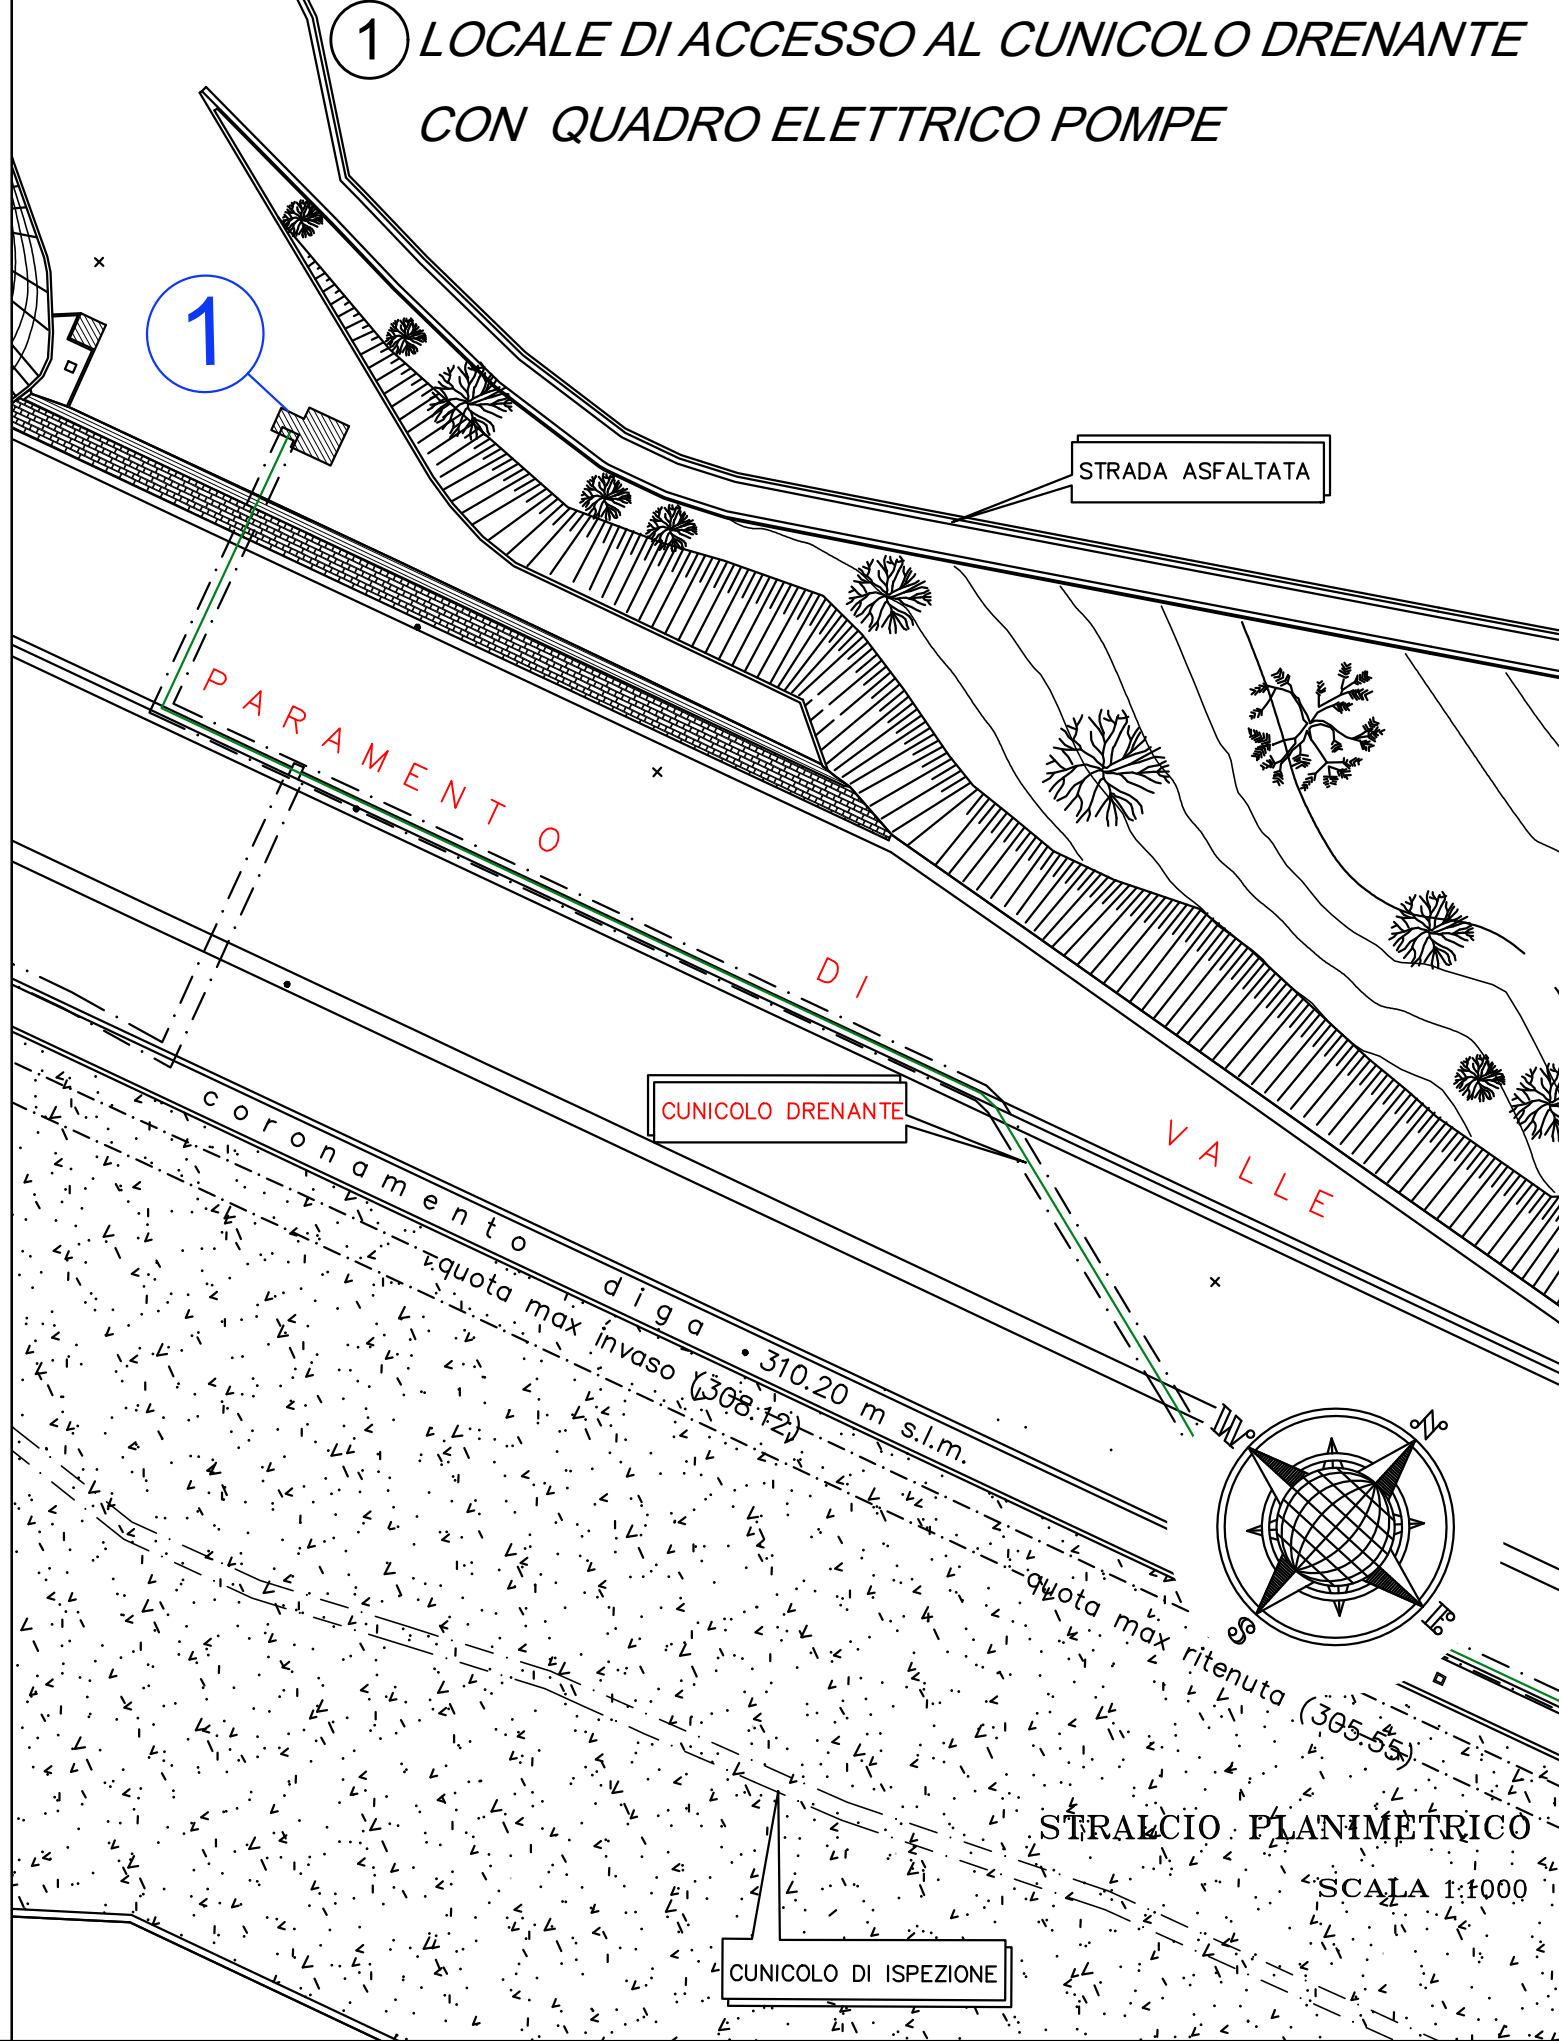 1 LOCALE DI ACCESSO AL CUNICOLO DRENANTE
CON QUADRO ELETTRICO POMPE
1
STRADA ASFALTATA
PARAMENTO DI VALLE
CUNICOLO DRENANTE
coronamento diga • 310.20 m s.l.m.
quota max invaso (308.12)
quota max ritenuta (305.55)
W
N
S
E
STRALCIO PLANIMETRICO
SCALA 1:1000
CUNICOLO DI ISPEZIONE